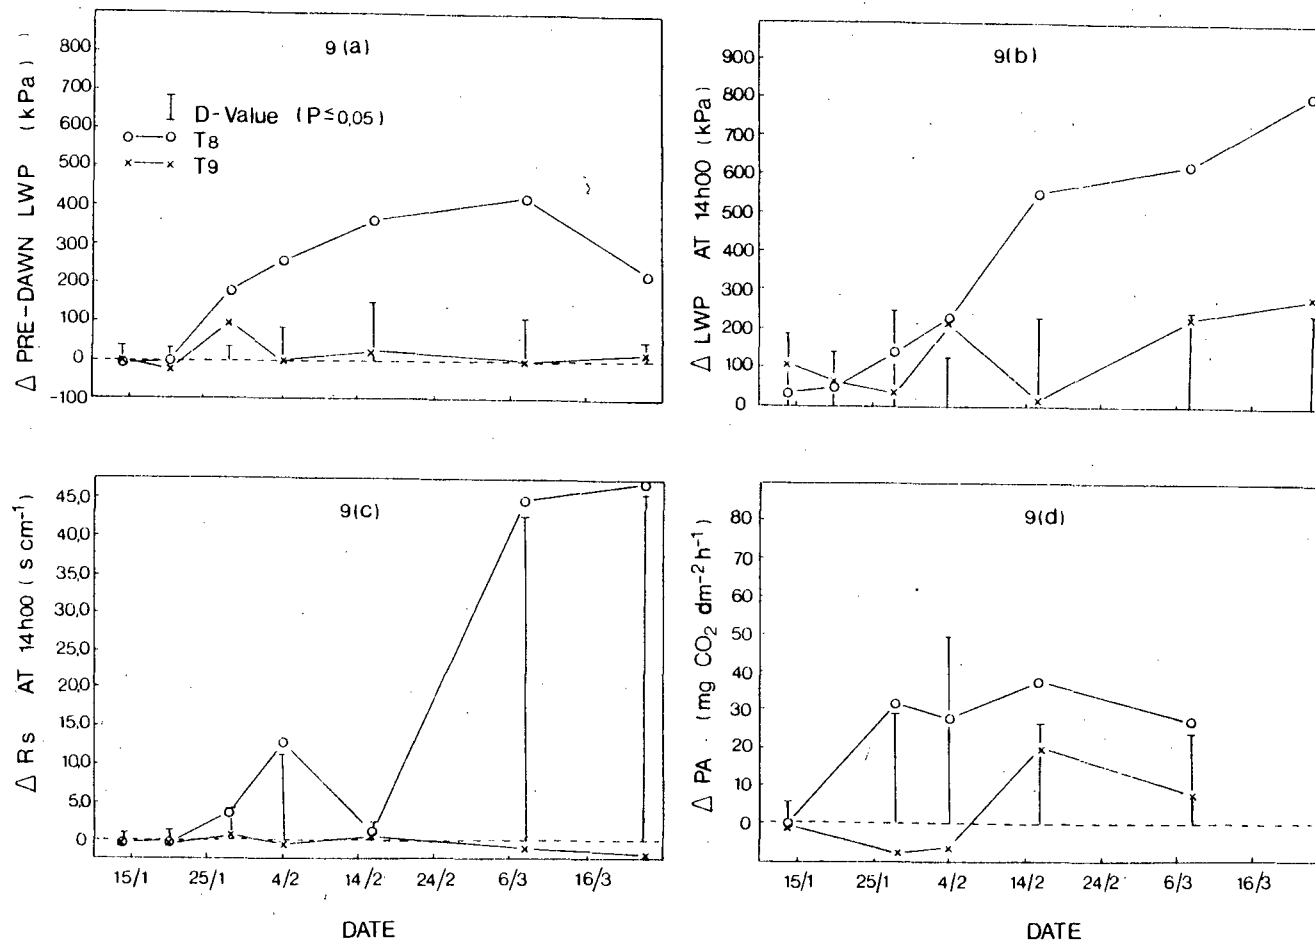 9(a)
Δ PRE-DAWN LWP (kPa)
800
700
600
500
400
300
200
100
0
-100
D-Value (P≤0,05)
T8
T9
9(b)
Δ LWP AT 14h00 (kPa)
900
800
700
600
500
400
300
200
100
0
9(c)
Δ Rs AT 14h00 (s cm⁻¹)
45,0
40,0
35,0
30,0
25,0
20,0
15,0
10,0
5,0
0
15/1 25/1 4/2 14/2 24/2 6/3 16/3
DATE
9(d)
Δ PA (mg CO₂ dm⁻² h⁻¹)
80
70
60
50
40
30
20
10
0
15/1 25/1 4/2 14/2 24/2 6/3 16/3
DATE